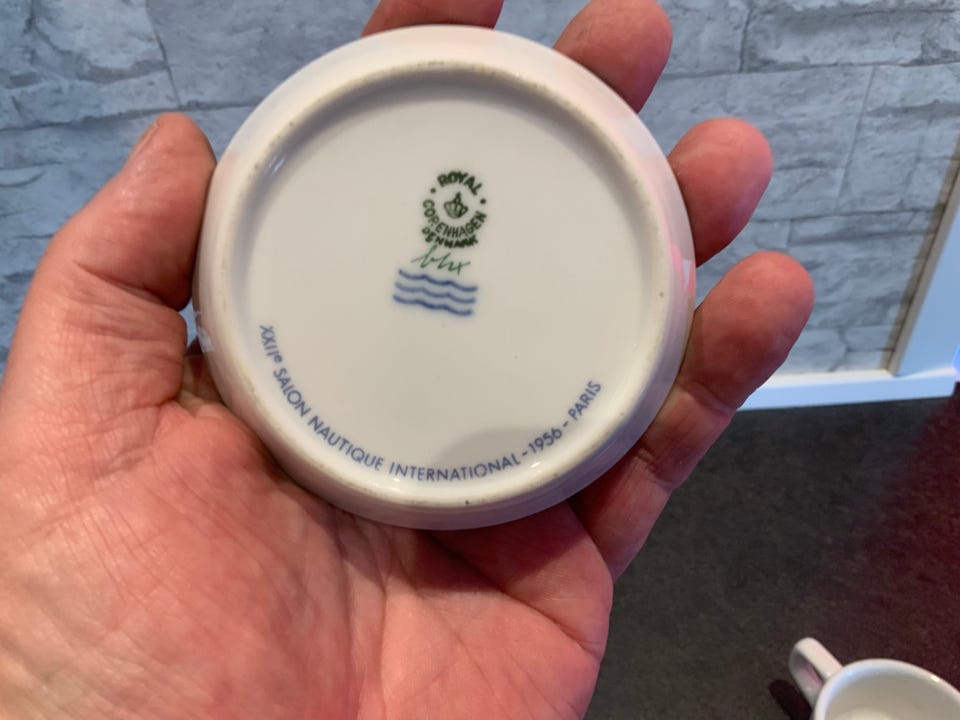 ROYAL
COPENHAGEN
DENMARK
XXIIe SALON NAUTIQUE INTERNATIONAL - 1956 - PARIS